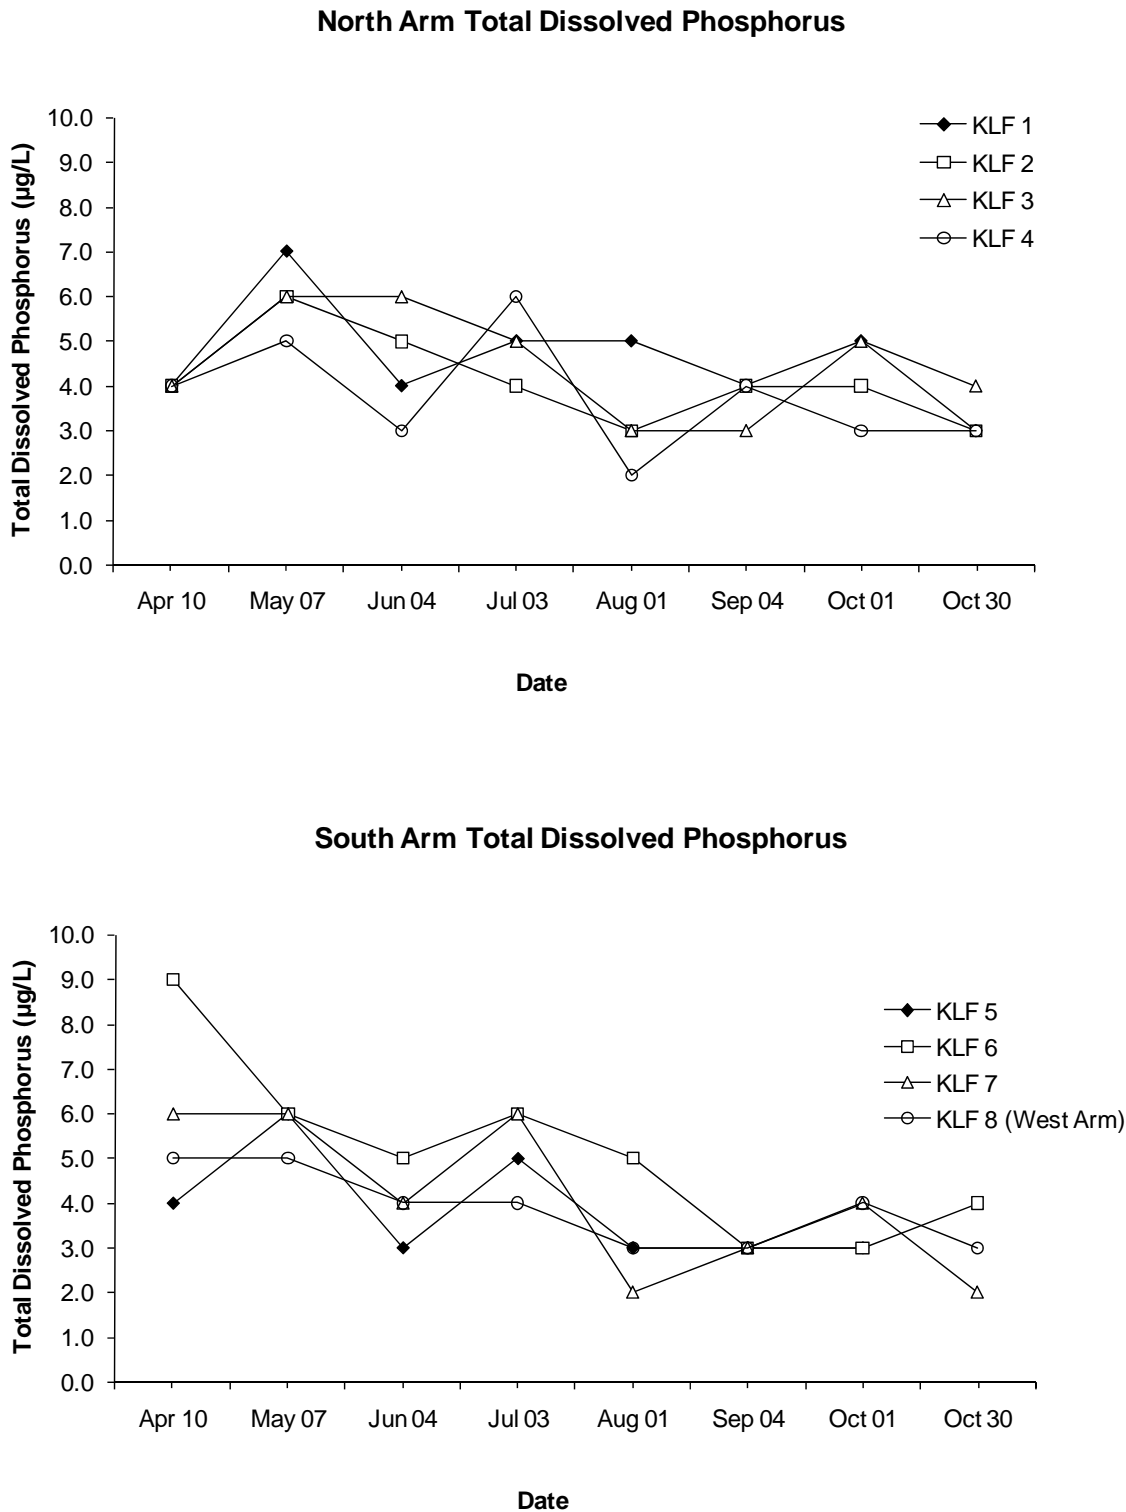 North Arm Total Dissolved Phosphorus
Total Dissolved Phosphorus (µg/L)
10.0
9.0
8.0
7.0
6.0
5.0
4.0
3.0
2.0
1.0
0.0
KLF 1
KLF 2
KLF 3
KLF 4
Apr 10 May 07 Jun 04 Jul 03 Aug 01 Sep 04 Oct 01 Oct 30
Date
South Arm Total Dissolved Phosphorus
Total Dissolved Phosphorus (µg/L)
10.0
9.0
8.0
7.0
6.0
5.0
4.0
3.0
2.0
1.0
0.0
KLF 5
KLF 6
KLF 7
KLF 8 (West Arm)
Apr 10 May 07 Jun 04 Jul 03 Aug 01 Sep 04 Oct 01 Oct 30
Date